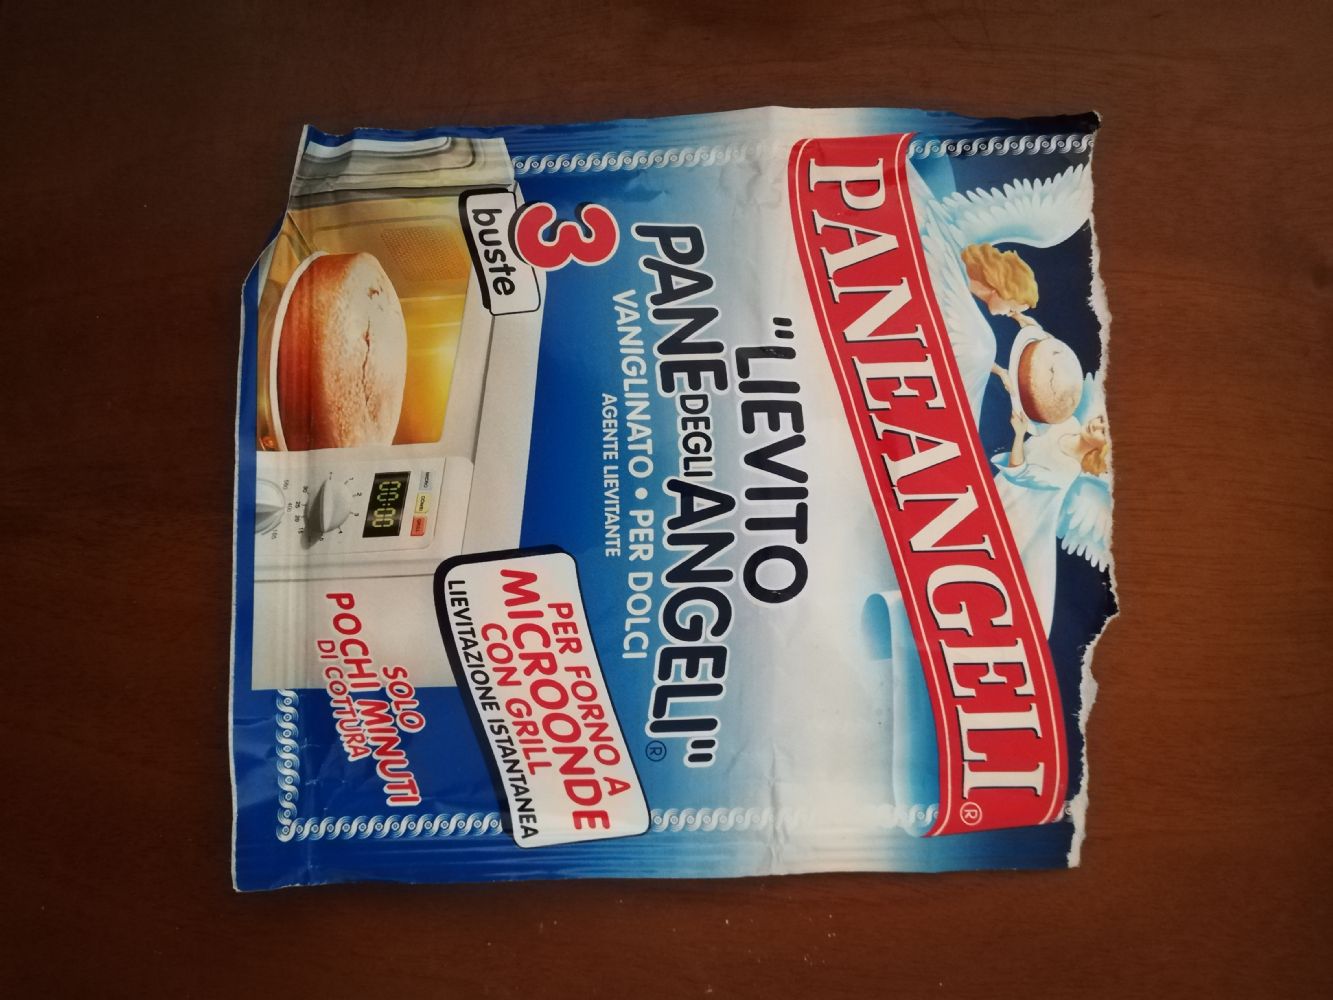 PANEANGELI®
"LIEVITO
PANE DEGLI ANGELI"®
VANIGLINATO • PER DOLCI
AGENTE LIEVITANTE
3
buste
PER FORNO A
MICROONDE
CON GRILL
LIEVITAZIONE ISTANTANEA
00:00
SOLO
POCHI MINUTI
DI COTTURA